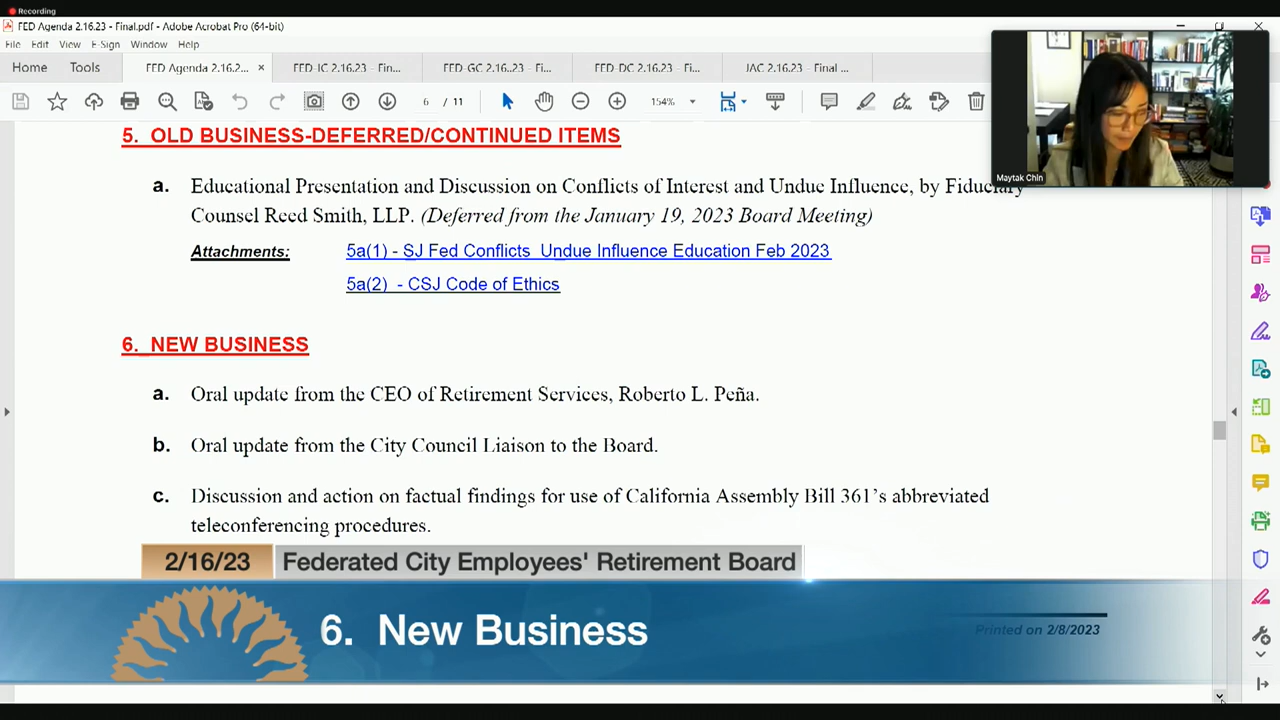 Recording
FED Agenda 2.16.23 - Final.pdf - Adobe Acrobat Pro (64-bit)
File Edit View E-Sign Window Help
Home Tools FED Agenda 2.16.2... × FED-IC 2.16.23 - Fin... FED-GC 2.16..23 - Fi... FED-DC 2.16.23 - Fi... JAC 2.16.23 - Final ...
6 / 11 154%
Maytak Chin
5. OLD BUSINESS-DEFERRED/CONTINUED ITEMS
a. Educational Presentation and Discussion on Conflicts of Interest and Undue Influence, by Fiduciary
Counsel Reed Smith, LLP. (Deferred from the January 19, 2023 Board Meeting)
Attachments: 5a(1) - SJ Fed Conflicts Undue Influence Education Feb 2023
5a(2) - CSJ Code of Ethics
6. NEW BUSINESS
a. Oral update from the CEO of Retirement Services, Roberto L. Peña.
b. Oral update from the City Council Liaison to the Board.
c. Discussion and action on factual findings for use of California Assembly Bill 361's abbreviated
teleconferencing procedures.
2/16/23 Federated City Employees' Retirement Board
6. New Business
Printed on 2/8/2023